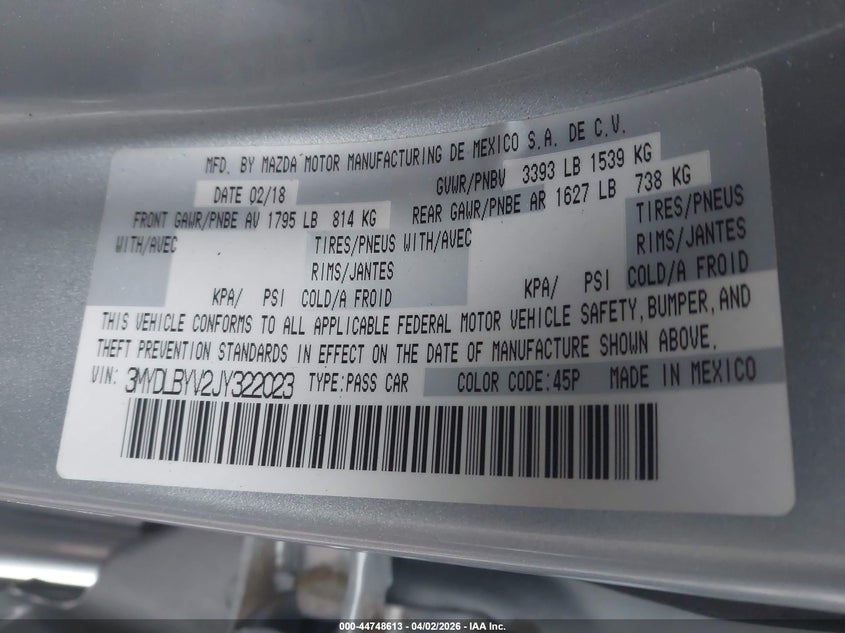 MFD. BY MAZDA MOTOR MANUFACTURING DE MEXICO S.A. DE C.V.
DATE 02/18 GVWR/PNBV 3393 LB 1539 KG
FRONT GAWR/PNBE AV 1795 LB 814 KG REAR GAWR/PNBE AR 1627 LB 738 KG
WITH/AVEC TIRES/PNEUS WITH/AVEC TIRES/PNEUS
RIMS/JANTES RIMS/JANTES
KPA/ PSI COLD/A FROID KPA/ PSI COLD/A FROID
THIS VEHICLE CONFORMS TO ALL APPLICABLE FEDERAL MOTOR VEHICLE SAFETY, BUMPER, AND
THEFT PREVENTION STANDARDS IN EFFECT ON THE DATE OF MANUFACTURE SHOWN ABOVE.
VIN: 3MYDLBYV2JY322023 TYPE:PASS CAR COLOR CODE:45P MADE IN MEXICO
000-44748613 - 04/02/2026 - IAA Inc.